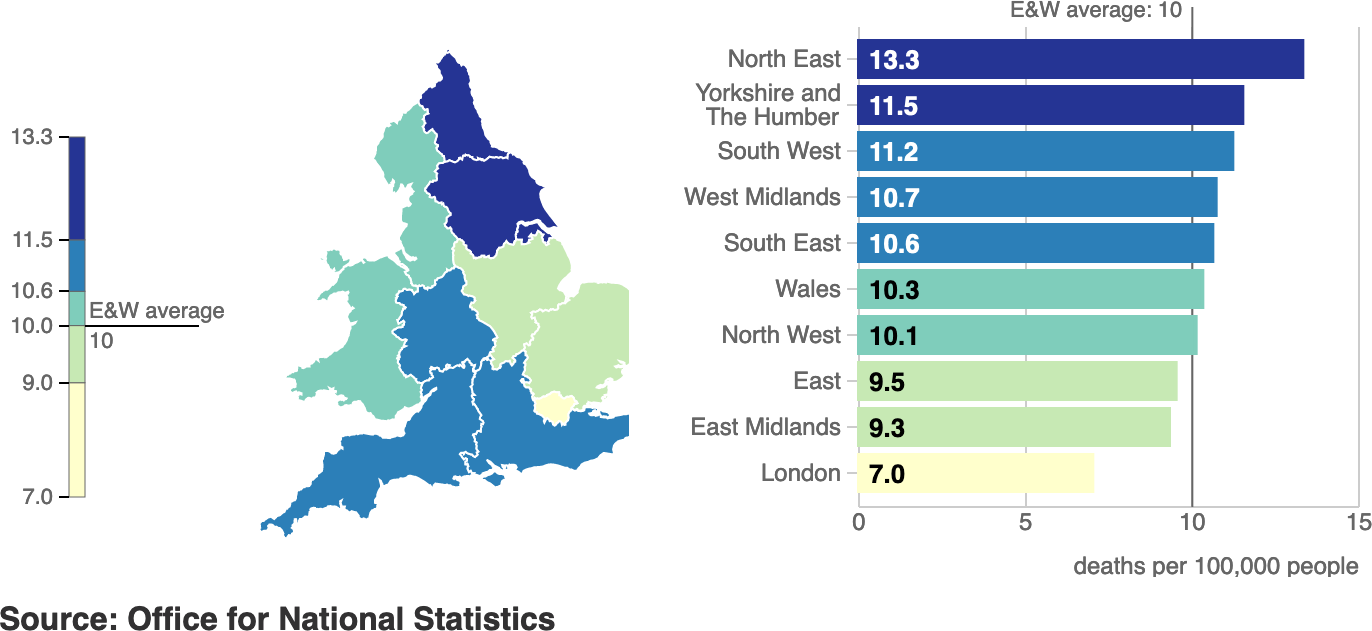 13.3
11.5
10.6
10.0
9.0
7.0
E&W average
10
E&W average: 10
North East
13.3
Yorkshire and
The Humber
11.5
South West
11.2
West Midlands
10.7
South East
10.6
Wales
10.3
North West
10.1
East
9.5
East Midlands
9.3
London
7.0
0 5 10 15
deaths per 100,000 people
Source: Office for National Statistics